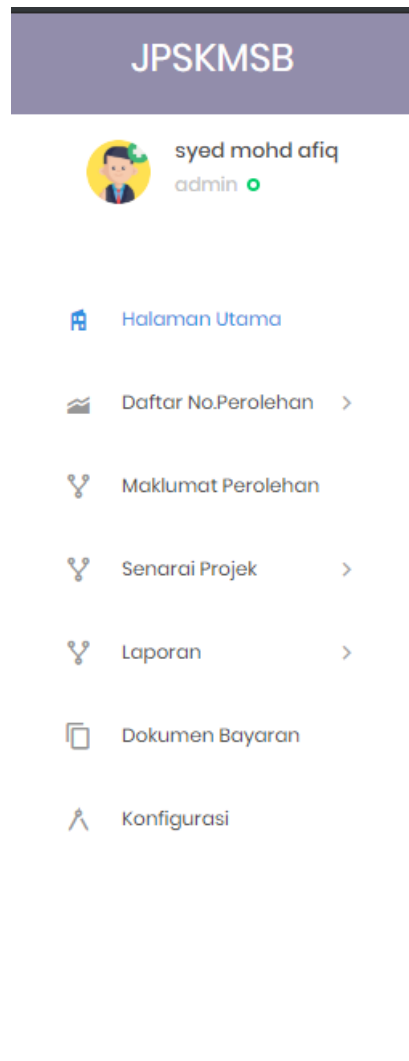 JPSKMSB
syed mohd afiq
admin
Halaman Utama
Daftar No.Perolehan
Maklumat Perolehan
Senarai Projek
Laporan
Dokumen Bayaran
Konfigurasi